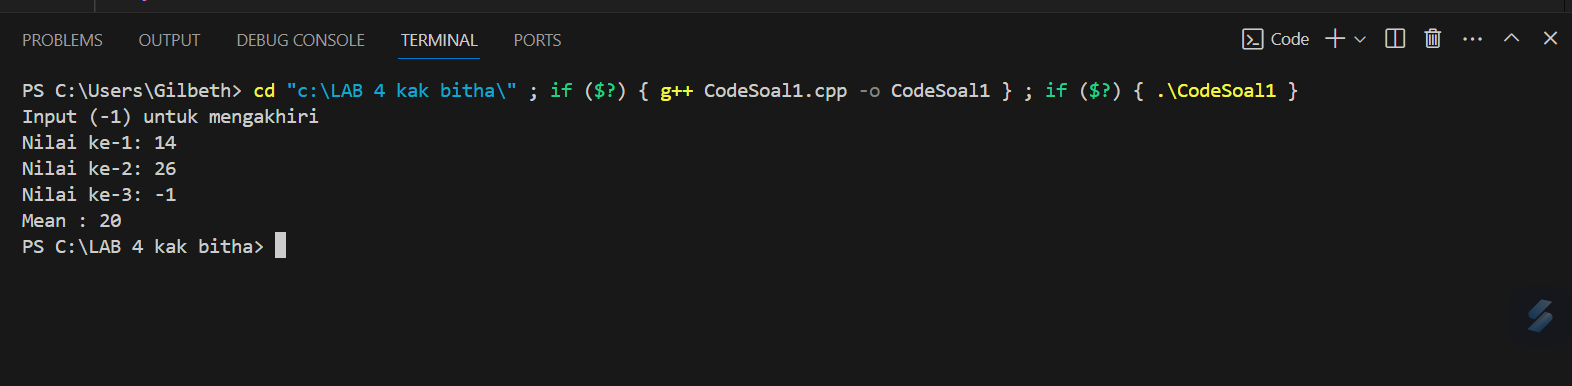 PROBLEMS OUTPUT DEBUG CONSOLE TERMINAL PORTS Code
PS C:\Users\Gilbeth> cd "c:\LAB 4 kak bitha\" ; if ($?) { g++ CodeSoal1.cpp -o CodeSoal1 } ; if ($?) { .\CodeSoal1 }
Input (-1) untuk mengakhiri
Nilai ke-1: 14
Nilai ke-2: 26
Nilai ke-3: -1
Mean : 20
PS C:\LAB 4 kak bitha>